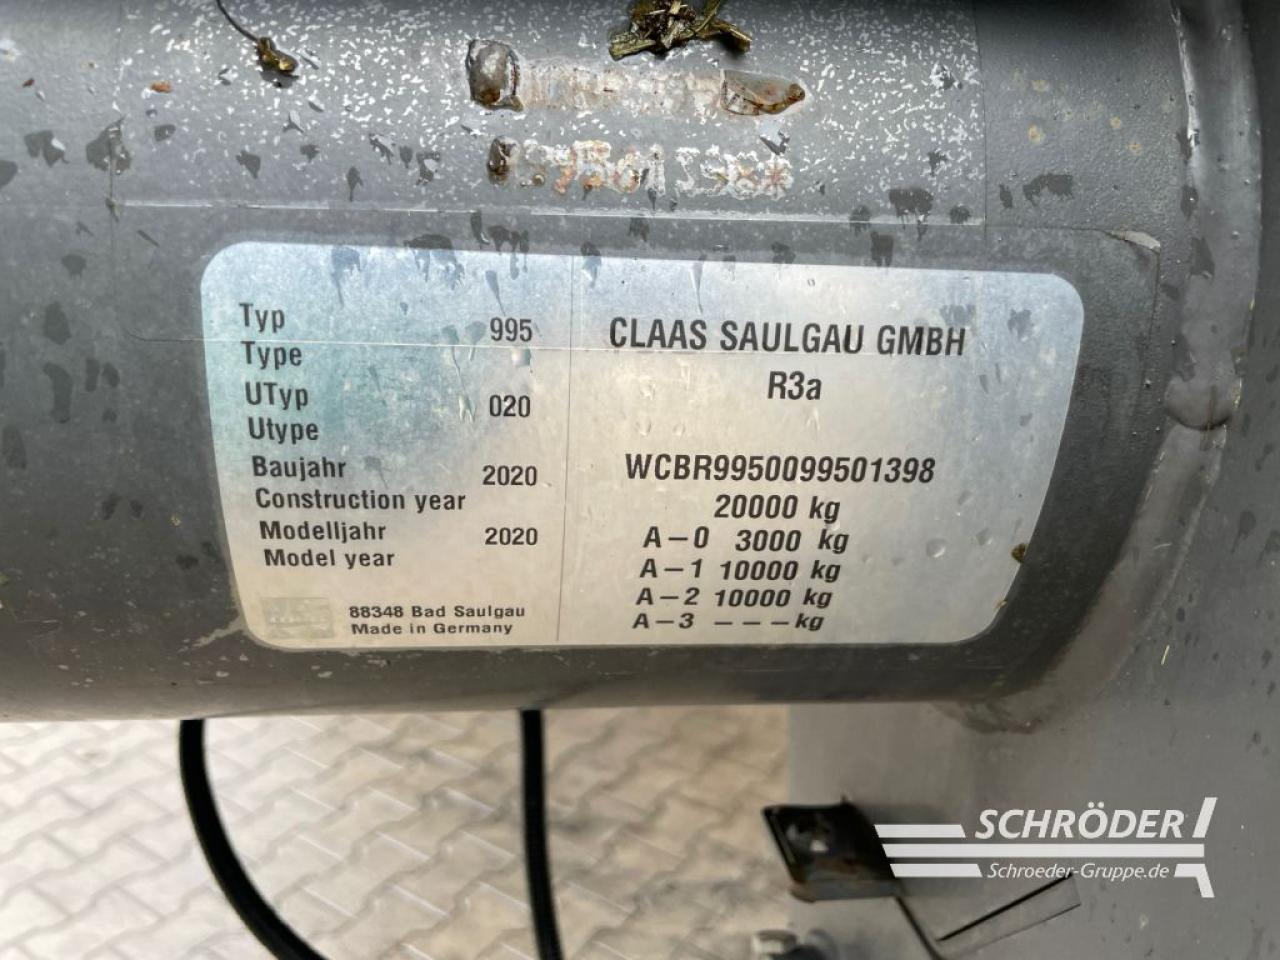 Typ 995
Type
UTyp 020
Utype
Baujahr 2020
Construction year
Modelljahr 2020
Model year
88348 Bad Saulgau
Made in Germany
CLAAS SAULGAU GMBH
R3a
WCBR9950099501398
20000 kg
A–0 3000 kg
A–1 10000 kg
A–2 10000 kg
A–3 –––kg
SCHRÖDER
Schroeder-Gruppe.de